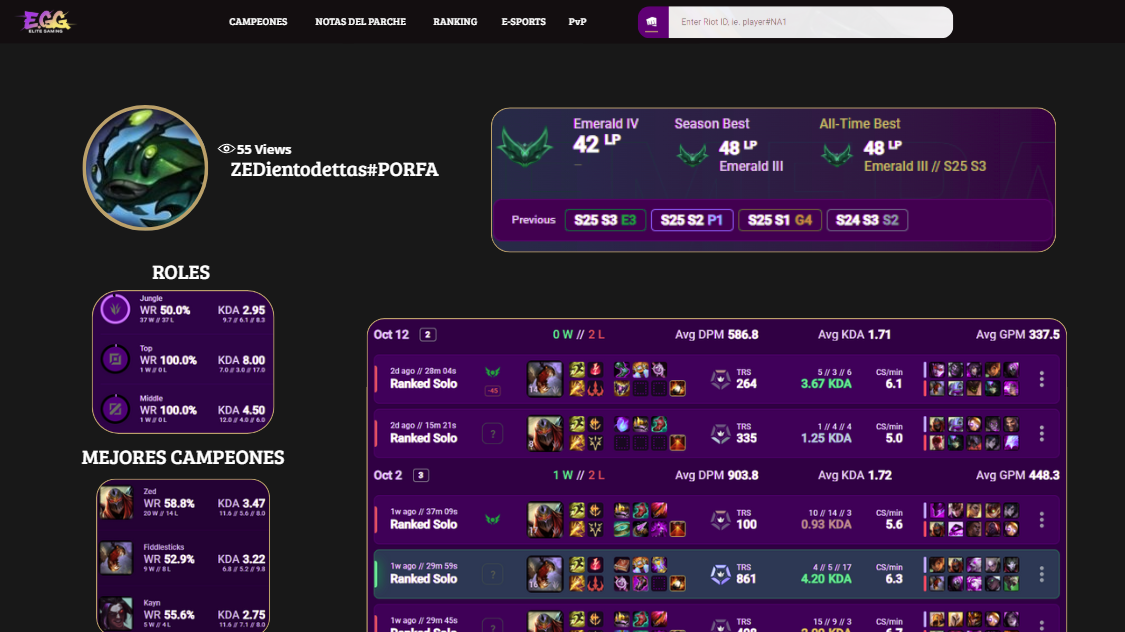 E.GG
ELITE GAMING
CAMPEONES NOTAS DEL PARCHE RANKING E-SPORTS PvP
Enter Riot ID, ie. player#NA1
55 Views
ZEDientodettas#PORFA
Emerald IV
42 LP
Season Best
48 LP
Emerald III
All-Time Best
48 LP
Emerald III // S25 S3
Previous S25 S3 E3 S25 S2 P1 S25 S1 G4 S24 S3 S2
ROLES
Jungle
WR 50.0% KDA 2.95
37 W // 37 L 9.7 // 6.1 // 8.3
Top
WR 100.0% KDA 8.00
1 W // 0 L 7.0 // 3.0 // 17.0
Middle
WR 100.0% KDA 4.50
1 W // 0 L 12.0 // 4.0 // 6.0
MEJORES CAMPEONES
Zed
WR 58.8% KDA 3.47
20 W // 14 L 11.6 // 5.6 // 8.0
Fiddlesticks
WR 52.9% KDA 3.22
9 W // 8 L 6.8 // 5.2 // 9.8
Kayn
WR 55.6% KDA 2.75
5 W // 4 L 11.6 // 7.1 // 8.0
Oct 12 2 0 W // 2 L Avg DPM 586.8 Avg KDA 1.71 Avg GPM 337.5
2d ago // 28m 04s
Ranked Solo
-45
14
TRS
264
5 // 3 // 6
3.67 KDA
CS/min
6.1
2d ago // 15m 21s
Ranked Solo
?
TRS
335
1 // 4 // 4
1.25 KDA
CS/min
5.0
Oct 2 3 1 W // 2 L Avg DPM 903.8 Avg KDA 1.72 Avg GPM 448.3
1w ago // 37m 09s
Ranked Solo
TRS
100
10 // 14 // 3
0.93 KDA
CS/min
5.6
1w ago // 29m 59s
Ranked Solo
?
16
TRS
861
4 // 5 // 17
4.20 KDA
CS/min
6.3
1w ago // 29m 45s
Ranked Solo
?
TRS
15 // 9 // 3
CS/min